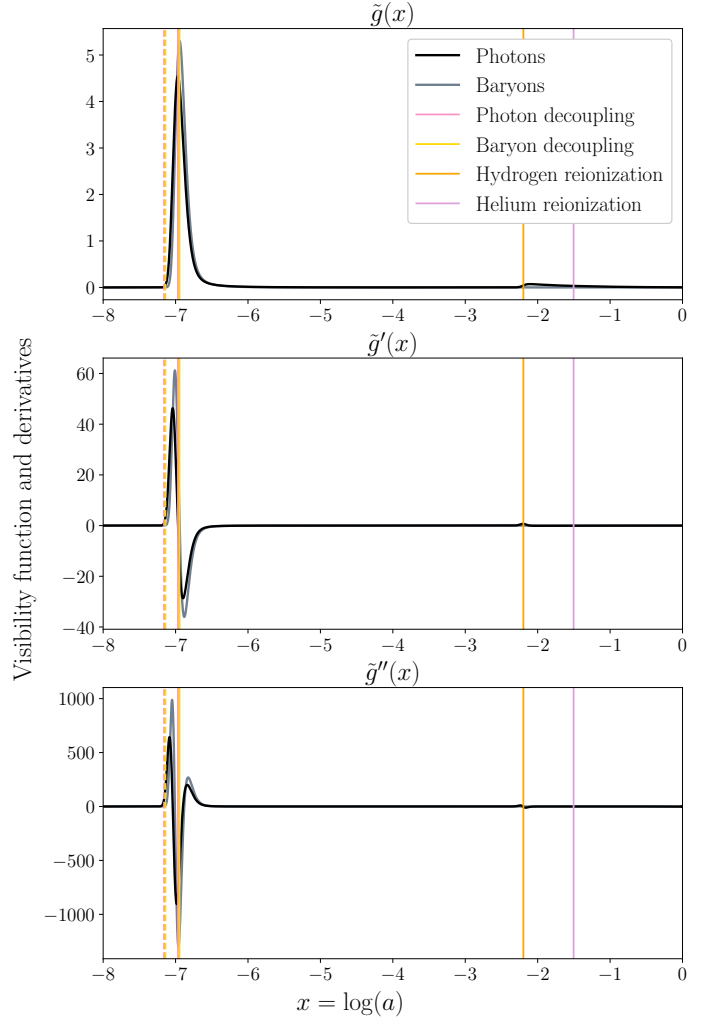 g̃(x)
5
4
3
2
1
0
Photons
Baryons
Photon decoupling
Baryon decoupling
Hydrogen reionization
Helium reionization
−8 −7 −6 −5 −4 −3 −2 −1 0
Visibility function and derivatives
g̃′(x)
60
40
20
0
−20
−40
−8 −7 −6 −5 −4 −3 −2 −1 0
g̃′′(x)
1000
500
0
−500
−1000
−8 −7 −6 −5 −4 −3 −2 −1 0
x = log(a)